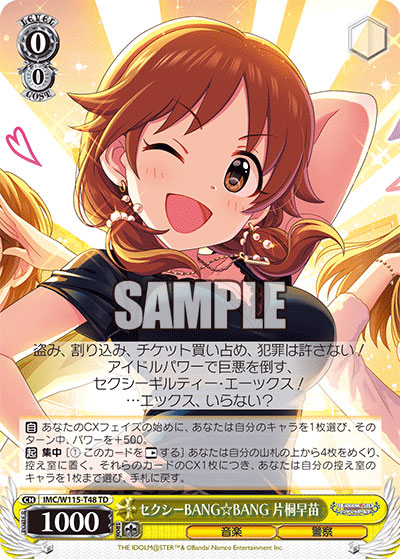 LEVEL
0
0
COST
SAMPLE
盗み、割り込み、チケット買い占め、犯罪は許さない！
アイドルパワーで巨悪を倒す、
セクシーギルティー・エーックス！
…エックス、いらない？
自 あなたのCXフェイズの始めに、あなたは自分のキャラを1枚選び、そのターン中、パワーを+500。
起 集中 ［① このカードを レスト する］ あなたは自分の山札の上から4枚をめくり、
控え室に置く。それらのカードのCX1枚につき、あなたは自分の控え室の
キャラを1枚まで選び、手札に戻す。
CH IMC/W115-T48 TD
1000
セクシーBANG☆BANG 片桐早苗
音楽
警察
THE IDOLM@STER™ & ©Bandai Namco Entertainment Inc.